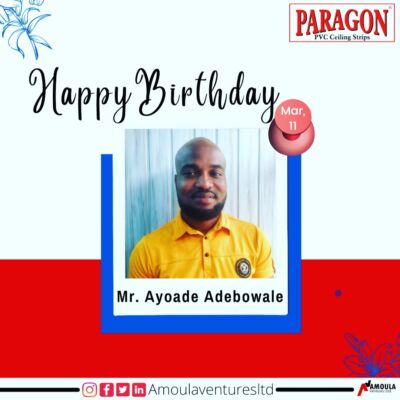 PARAGON®
PVC Ceiling Strips
Happy Birthday
Mar,
11
Mr. Ayoade Adebowale
Amoulaventuresltd
AMOULA